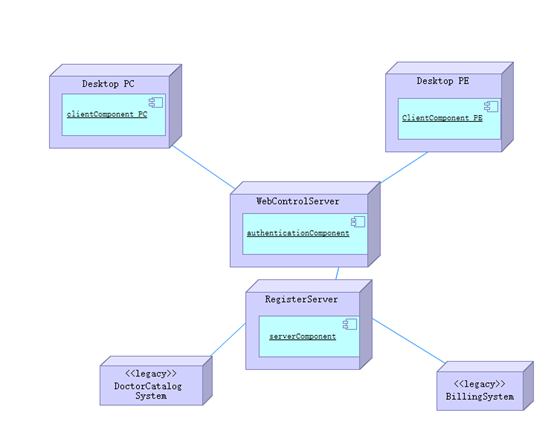 Desktop PC
clientComponent PC
Desktop PE
ClientComponent PE
WebControlServer
authenticationComponent
RegisterServer
serverComponent
<<legacy>>
DoctorCatalog
System
<<legacy>>
BillingSystem